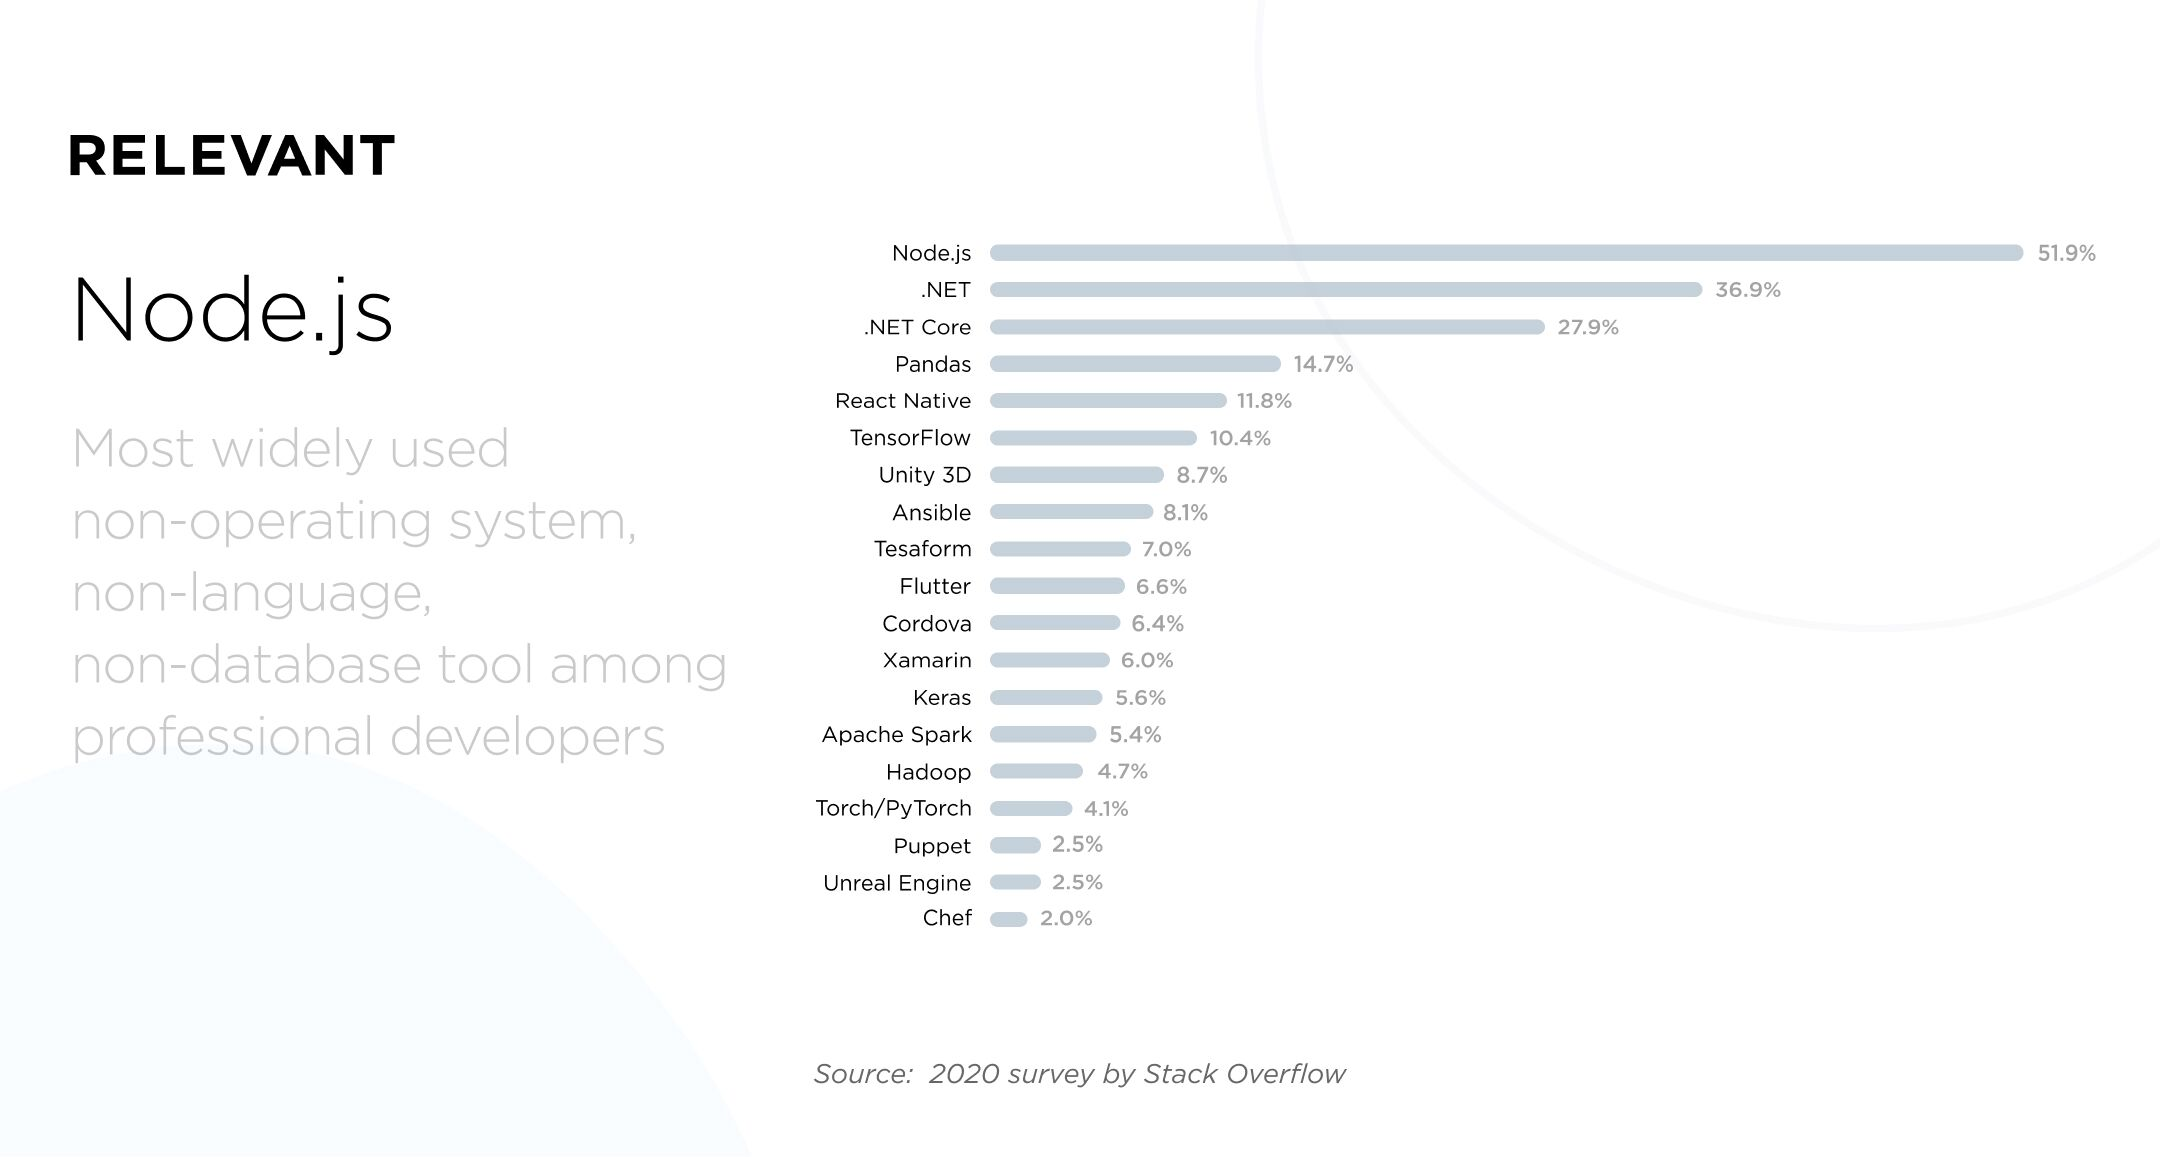 RELEVANT
Node.js
Most widely used
non-operating system,
non-language,
non-database tool among
professional developers
Node.js 51.9%
.NET 36.9%
.NET Core 27.9%
Pandas 14.7%
React Native 11.8%
TensorFlow 10.4%
Unity 3D 8.7%
Ansible 8.1%
Tesaform 7.0%
Flutter 6.6%
Cordova 6.4%
Xamarin 6.0%
Keras 5.6%
Apache Spark 5.4%
Hadoop 4.7%
Torch/PyTorch 4.1%
Puppet 2.5%
Unreal Engine 2.5%
Chef 2.0%
Source: 2020 survey by Stack Overflow